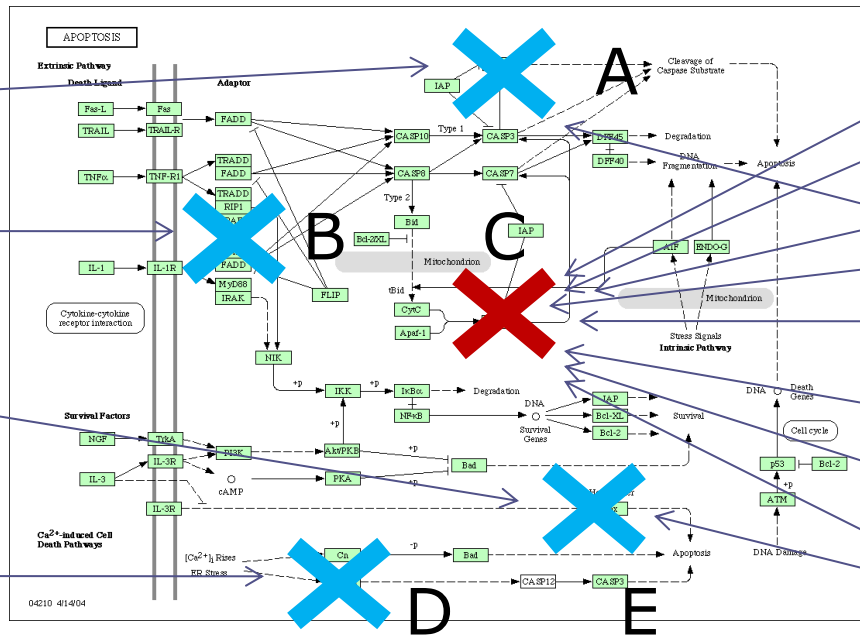 APOPTOSIS
A
Extrinsic Pathway
Cleavage of
Caspase Substrate
Death Ligand
Adaptor
IAP
Fas-L
Fas
FADD
TRAIL
TRAIL-R
CASP10
Type 1
CASP3
DFF45
Degradation
DFF40
DNA
Fragmentation
Apoptosis
TNFα
TNF-R1
TRADD
FADD
CASP8
CASP7
TRADD
RIP1
Type 2
Bid
B
C
IAP
Bcl-2/XL
AIF
ENDO-G
Mitochondrion
IL-1
IL-1R
FADD
MyD88
IRAK
FLIP
tBid
Mitochondrion
CytC
Apaf-1
Cytokine-cytokine
receptor interaction
Stress Signals
Intrinsic Pathway
NIK
+p
IKK
+p
IκBα
Degradation
NFκB
+p
DNA
Survival
Genes
IAP
Bcl-XL
Bcl-2
Survival
DNA
Death
Genes
Cell cycle
Survival Factors
NGF
TrkA
PI3K
Akt/PKB
+p
IL-3R
Bad
p53
Bcl-2
IL-3
cAMP
PKA
+p
+p
ATM
IL-3R
Ca2+-induced Cell
Death Pathways
[Ca2+]i Rises
ER Stress
Cn
-p
Bad
Apoptosis
DNA Damage
CASP12
CASP3
04210 4/14/04
D
E